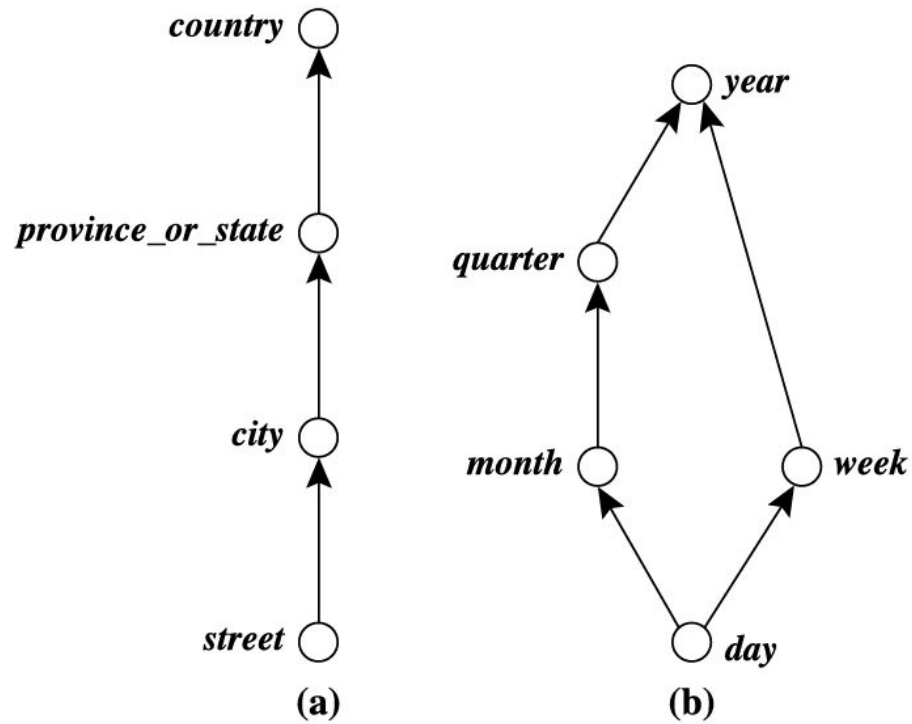 country
province_or_state
city
street
(a)
year
quarter
month
week
day
(b)